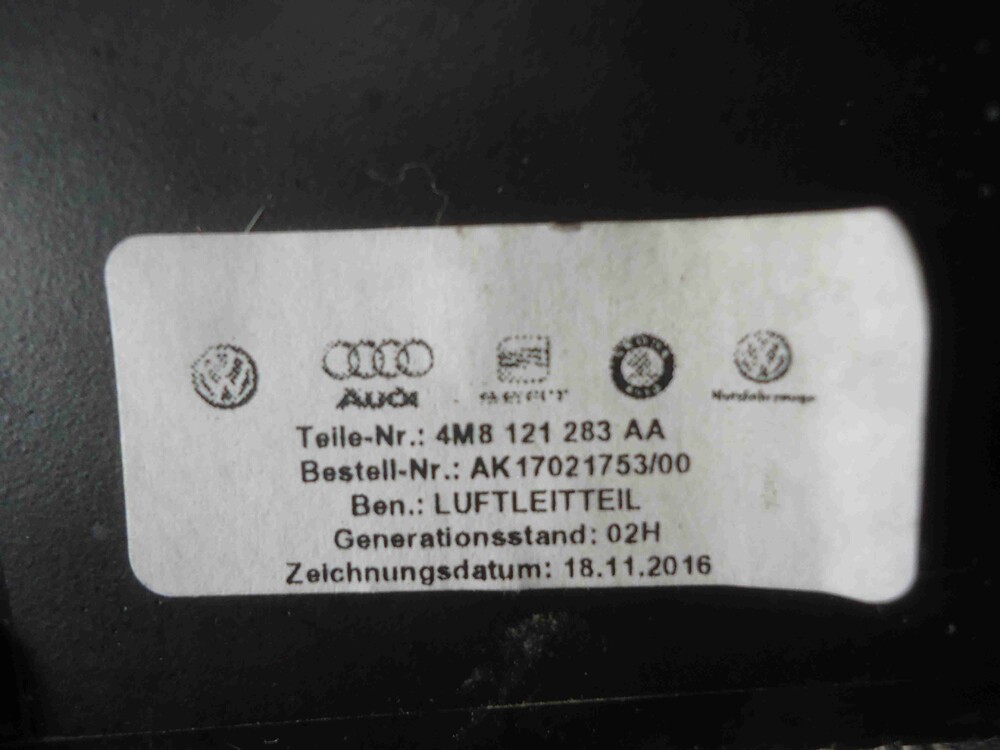 AUDI
Teile-Nr.: 4M8 121 283 AA
Bestell-Nr.: AK17021753/00
Ben.: LUFTLEITTEIL
Generationsstand: 02H
Zeichnungsdatum: 18.11.2016